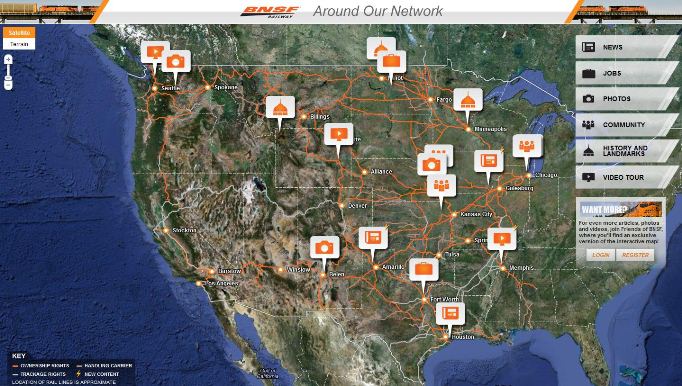 BNSF
RAILWAY
Around Our Network
Satellite
Terrain
NEWS
JOBS
PHOTOS
COMMUNITY
HISTORY AND
LANDMARKS
VIDEO TOUR
WANT MORE?
For even more articles, photos
and videos, join Friends of BNSF,
where you'll find an exclusive
version of the interactive map!
LOGIN
REGISTER
Seattle
Spokane
Fargo
Billings
Minneapolis
Alliance
Chicago
Galesburg
Denver
Kansas City
Stockton
Tulsa
Barstow
Winslow
Belen
Amarillo
Memphis
Los Angeles
Fort Worth
Houston
Gulf of
California
KEY
OWNERSHIP RIGHTS
HANDLING CARRIER
TRACKAGE RIGHTS
NEW CONTENT
LOCATION OF RAIL LINES IS APPROXIMATE